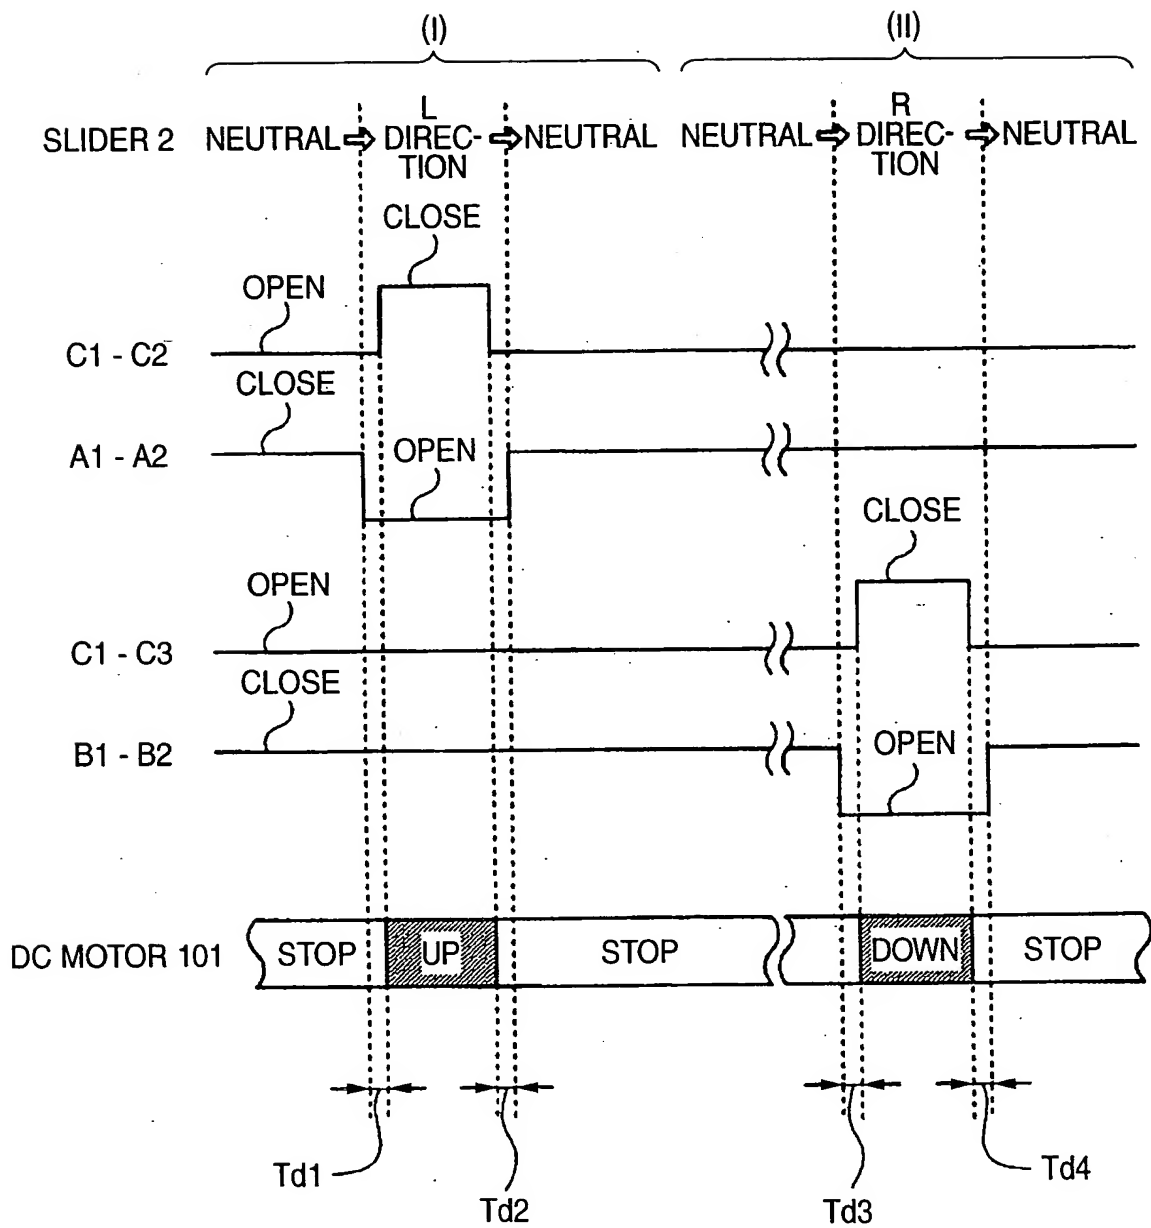 (I) (II)
SLIDER 2 NEUTRAL L DIREC- TION NEUTRAL NEUTRAL R DIREC- TION NEUTRAL
CLOSE
OPEN
C1 - C2
CLOSE
A1 - A2
OPEN
CLOSE
OPEN
C1 - C3
CLOSE
B1 - B2
OPEN
DC MOTOR 101 STOP UP STOP DOWN STOP
Td1 Td2 Td3 Td4